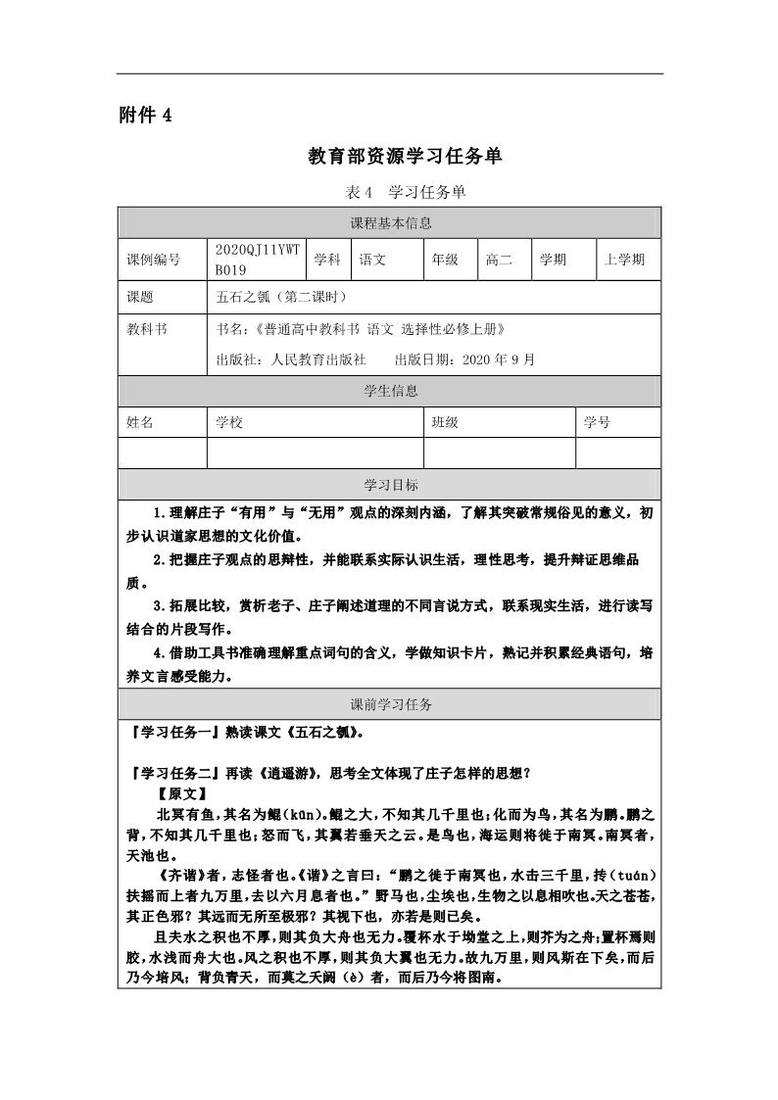 附件 4
教育部资源学习任务单
表 4 学习任务单
课程基本信息
课例编号 2020QJ11YWTB019 学科 语文 年级 高二 学期 上学期
课题 五石之瓠（第二课时）
教科书 书名：《普通高中教科书 语文 选择性必修上册》
出版社：人民教育出版社 出版日期：2020 年 9 月
学生信息
姓名 学校 班级 学号
学习目标
1. 理解庄子“有用”与“无用”观点的深刻内涵，了解其突破常规俗见的意义，初
步认识道家思想的文化价值。
2. 把握庄子观点的思辩性，并能联系实际认识生活，理性思考，提升辩证思维品
质。
3. 拓展比较，赏析老子、庄子阐述道理的不同言说方式，联系现实生活，进行读写
结合的片段写作。
4. 借助工具书准确理解重点词句的含义，学做知识卡片，熟记并积累经典语句，培
养文言感受能力。
课前学习任务
『学习任务一』熟读课文《五石之瓠》。
『学习任务二』再读《逍遥游》，思考全文体现了庄子怎样的思想？
【原文】
北冥有鱼，其名为鲲（kūn）。鲲之大，不知其几千里也；化而为鸟，其名为鹏。鹏之
背，不知其几千里也；怒而飞，其翼若垂天之云。是鸟也，海运则将徙于南冥。南冥者，
天池也。
《齐谐》者，志怪者也。《谐》之言曰：“鹏之徙于南冥也，水击三千里，抟（tuán）
扶摇而上者九万里，去以六月息者也。”野马也，尘埃也，生物之以息相吹也。天之苍苍，
其正色邪？其远而无所至极邪？其视下也，亦若是则已矣。
且夫水之积也不厚，则其负大舟也无力。覆杯水于坳堂之上，则芥为之舟；置杯焉则
胶，水浅而舟大也。风之积也不厚，则其负大翼也无力。故九万里，则风斯在下矣，而后
乃今培风；背负青天，而莫之夭阏（è）者，而后乃今将图南。